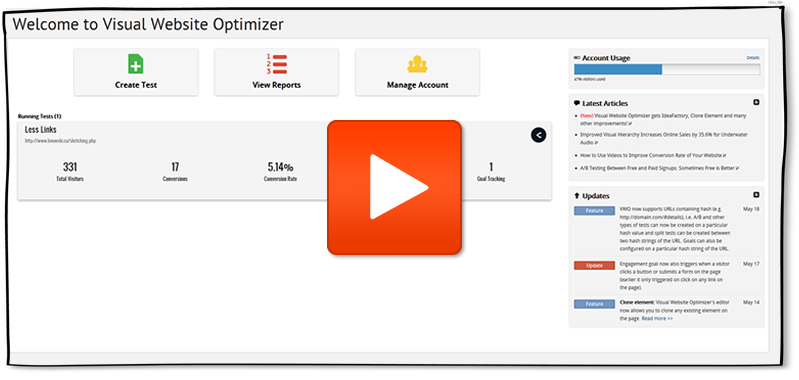 Welcome to Visual Website Optimizer
Create Test
1
2
3
View Reports
Manage Account
Running Tests (1)
Less Links
331
Total Visitors
17
Conversions
5.14%
Conversion Rate
1
Goal Tracking
Account Usage
Details
47% visitors used
Latest Articles
(New) Visual Website Optimizer gets IdeaFactory, Clone Element and many
other improvements!
Improved Visual Hierarchy Increases Online Sales by 35.6% for Underwater
Audio
How to Use Videos to Improve Conversion Rate of Your Website
A/B Testing Between Free and Paid Signups: Sometimes Free is Better
Updates
Feature
VWO now supports URLs containing hash (e.g. May 18
http://domain.com/#details), i.e. A/B and other
types of tests can now be created on a particular
hash value and split tests can be created between
two hash strings of the URL. Goals can also be
configured on a particular hash string of the URL.
Update
Engagement goal now also triggers when a visitor May 17
clicks a button or submits a form on the page
(earlier it only triggered on click on any link on
the page).
Feature
Clone element: Visual Website Optimizer's editor May 14
now allows you to clone any existing element on
the page. Read more >>